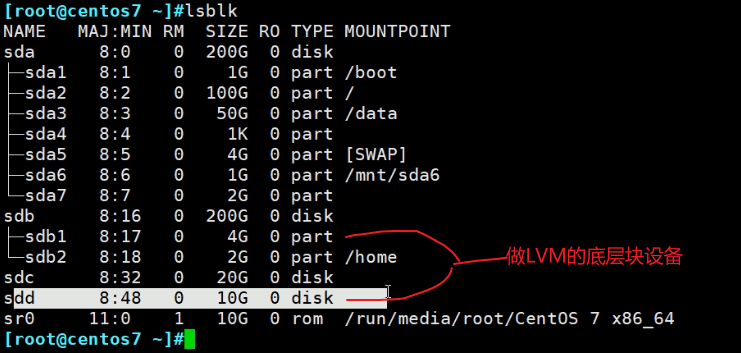 [root@centos7 ~]#lsblk
NAME   MAJ:MIN RM  SIZE RO TYPE MOUNTPOINT
sda      8:0    0  200G  0 disk
├─sda1   8:1    0    1G  0 part /boot
├─sda2   8:2    0  100G  0 part /
├─sda3   8:3    0   50G  0 part /data
├─sda4   8:4    0    1K  0 part
├─sda5   8:5    0    4G  0 part [SWAP]
├─sda6   8:6    0    1G  0 part /mnt/sda6
└─sda7   8:7    0    2G  0 part
sdb      8:16   0  200G  0 disk
├─sdb1   8:17   0    4G  0 part
└─sdb2   8:18   0    2G  0 part /home
做LVM的底层块设备
sdc      8:32   0   20G  0 disk
sdd      8:48   0   10G  0 disk
sr0     11:0    1   10G  0 rom  /run/media/root/CentOS 7 x86_64
[root@centos7 ~]#